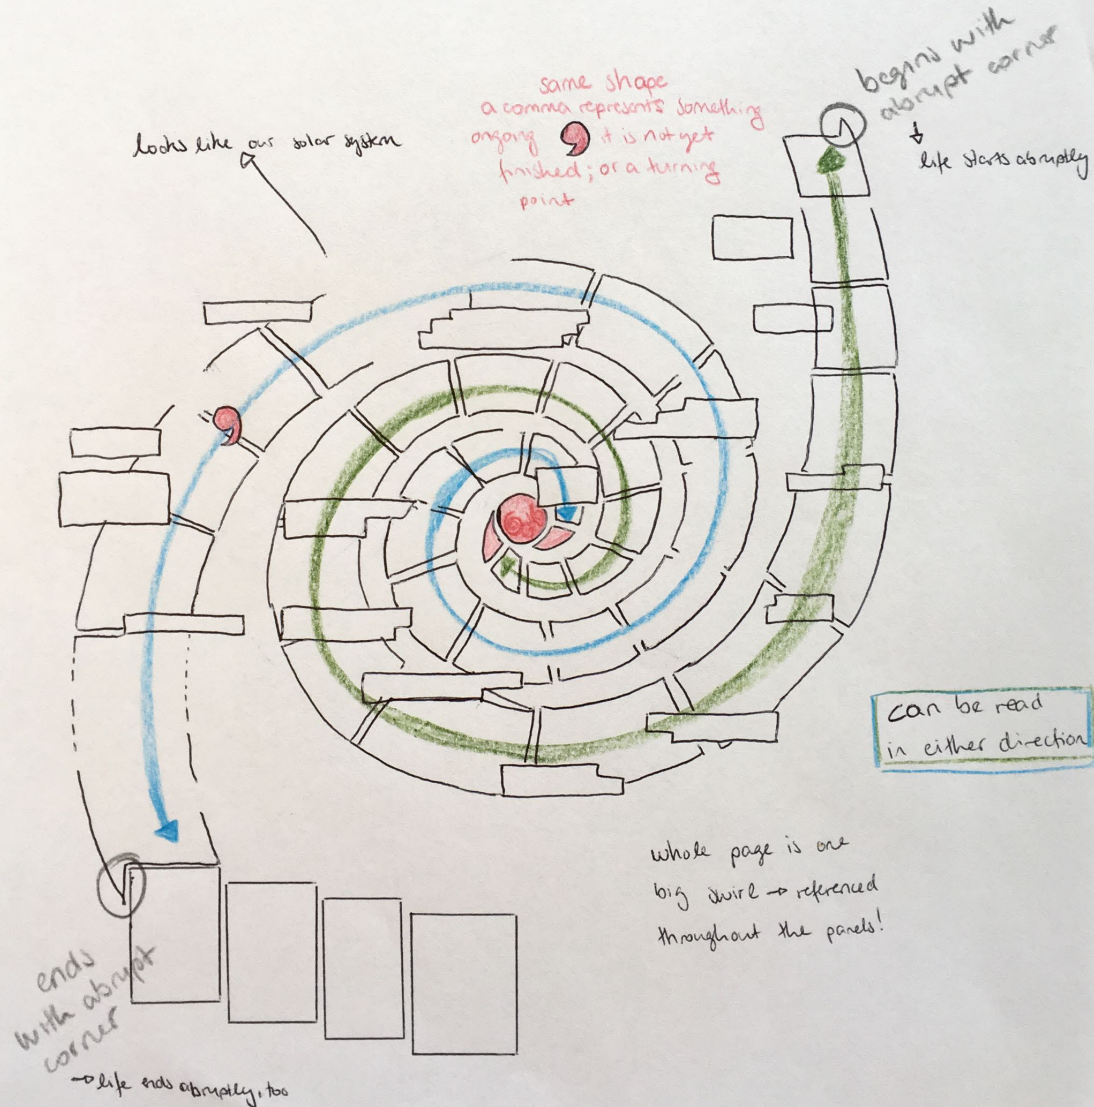 begins with
abrupt corner
life starts abruptly
same shape
a comma represents something
ongoing , it is not yet
finished; or a turning
point
looks like our solar system
can be read
in either direction
whole page is one
big swirl → referenced
throughout the panels!
ends
with abrupt
corner
→ life ends abruptly, too